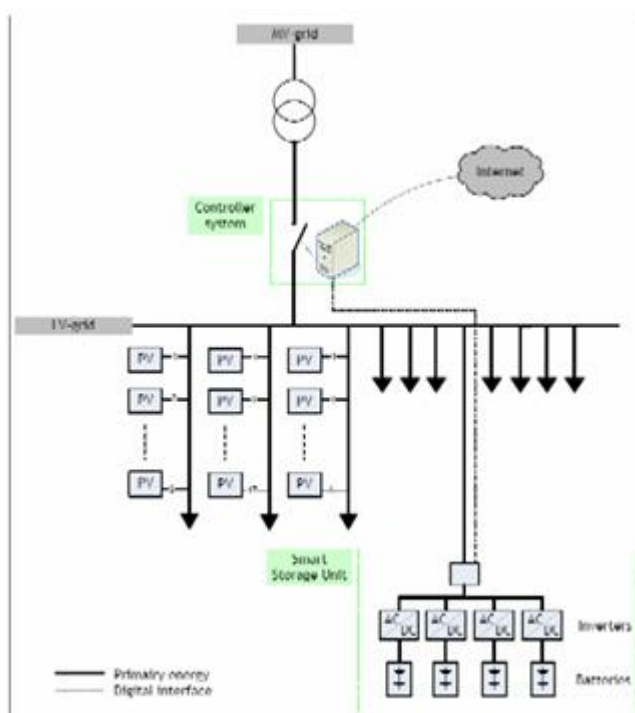 MV-grid
Internet
Controller
system
LV-grid
PV
PV
PV
PV
PV
PV
PV
PV
PV
Smart
Storage Unit
AC
DC
AC
DC
AC
DC
AC
DC
Inverters
Batteries
Primairy energy
Digital interface